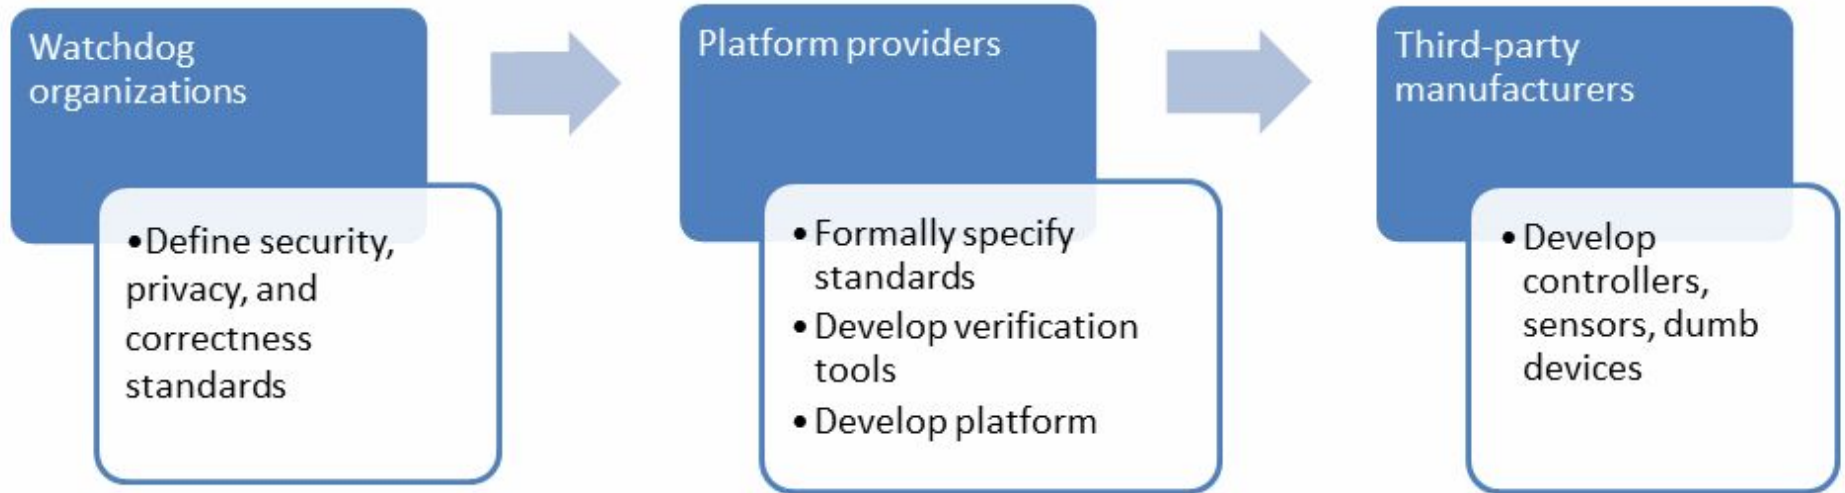 Watchdog
organizations
•Define security,
privacy, and
correctness
standards
Platform providers
•Formally specify
standards
•Develop verification
tools
•Develop platform
Third-party
manufacturers
•Develop
controllers,
sensors, dumb
devices